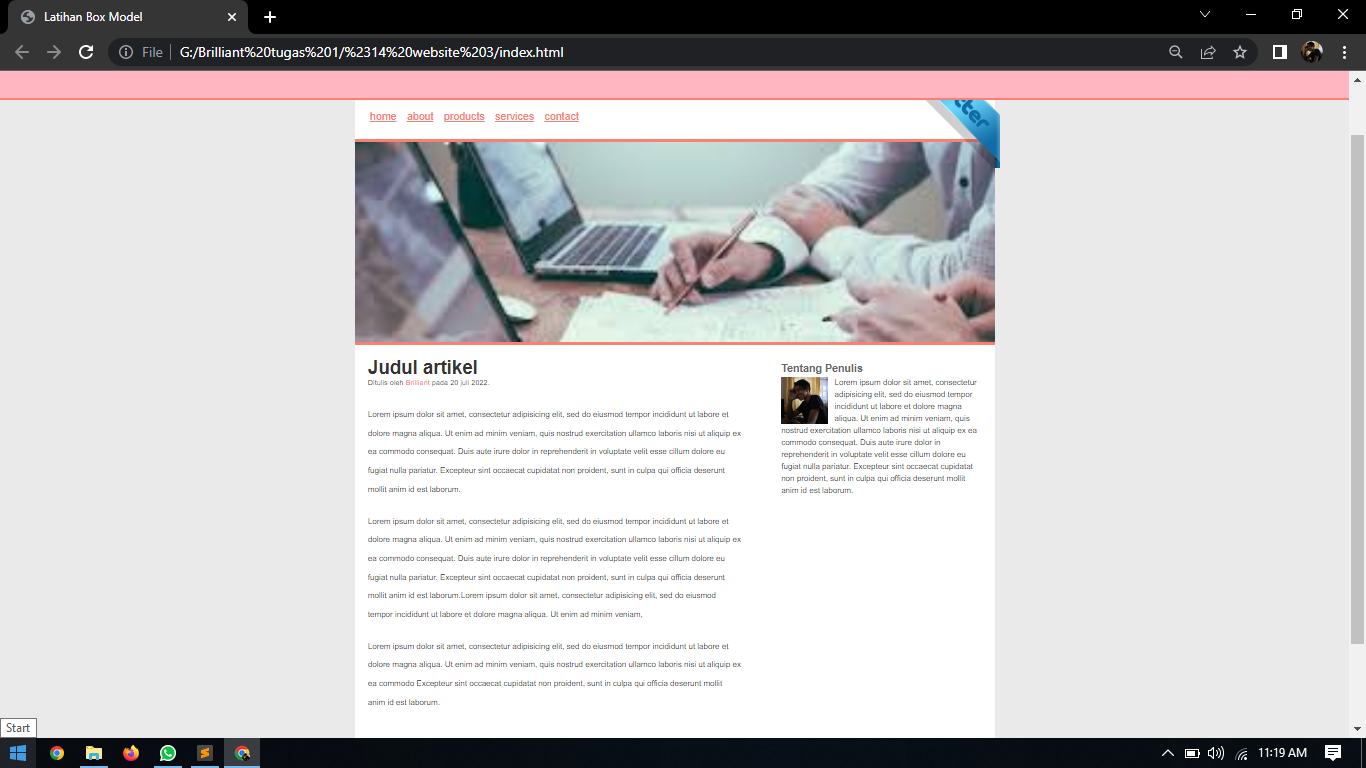 Latihan Box Model
File
G:/Brilliant%20tugas%201/%2314%20website%203/index.html
home about products services contact
tter
Judul artikel
Ditulis oleh Brilliant pada 20 juli 2022.
Lorem ipsum dolor sit amet, consectetur adipisicing elit, sed do eiusmod tempor incididunt ut labore et
dolore magna aliqua. Ut enim ad minim veniam, quis nostrud exercitation ullamco laboris nisi ut aliquip ex
ea commodo consequat. Duis aute irure dolor in reprehenderit in voluptate velit esse cillum dolore eu
fugiat nulla pariatur. Excepteur sint occaecat cupidatat non proident, sunt in culpa qui officia deserunt
mollit anim id est laborum.
Lorem ipsum dolor sit amet, consectetur adipisicing elit, sed do eiusmod tempor incididunt ut labore et
dolore magna aliqua. Ut enim ad minim veniam, quis nostrud exercitation ullamco laboris nisi ut aliquip ex
ea commodo consequat. Duis aute irure dolor in reprehenderit in voluptate velit esse cillum dolore eu
fugiat nulla pariatur. Excepteur sint occaecat cupidatat non proident, sunt in culpa qui officia deserunt
mollit anim id est laborum.Lorem ipsum dolor sit amet, consectetur adipisicing elit, sed do eiusmod
tempor incididunt ut labore et dolore magna aliqua. Ut enim ad minim veniam,
Lorem ipsum dolor sit amet, consectetur adipisicing elit, sed do eiusmod tempor incididunt ut labore et
dolore magna aliqua. Ut enim ad minim veniam, quis nostrud exercitation ullamco laboris nisi ut aliquip ex
ea commodo Excepteur sint occaecat cupidatat non proident, sunt in culpa qui officia deserunt mollit
anim id est laborum.
Tentang Penulis
Lorem ipsum dolor sit amet, consectetur
adipisicing elit, sed do eiusmod tempor
incididunt ut labore et dolore magna
aliqua. Ut enim ad minim veniam, quis
nostrud exercitation ullamco laboris nisi ut aliquip ex ea
commodo consequat. Duis aute irure dolor in
reprehenderit in voluptate velit esse cillum dolore eu
fugiat nulla pariatur. Excepteur sint occaecat cupidatat
non proident, sunt in culpa qui officia deserunt mollit
anim id est laborum.
Start
11:19 AM